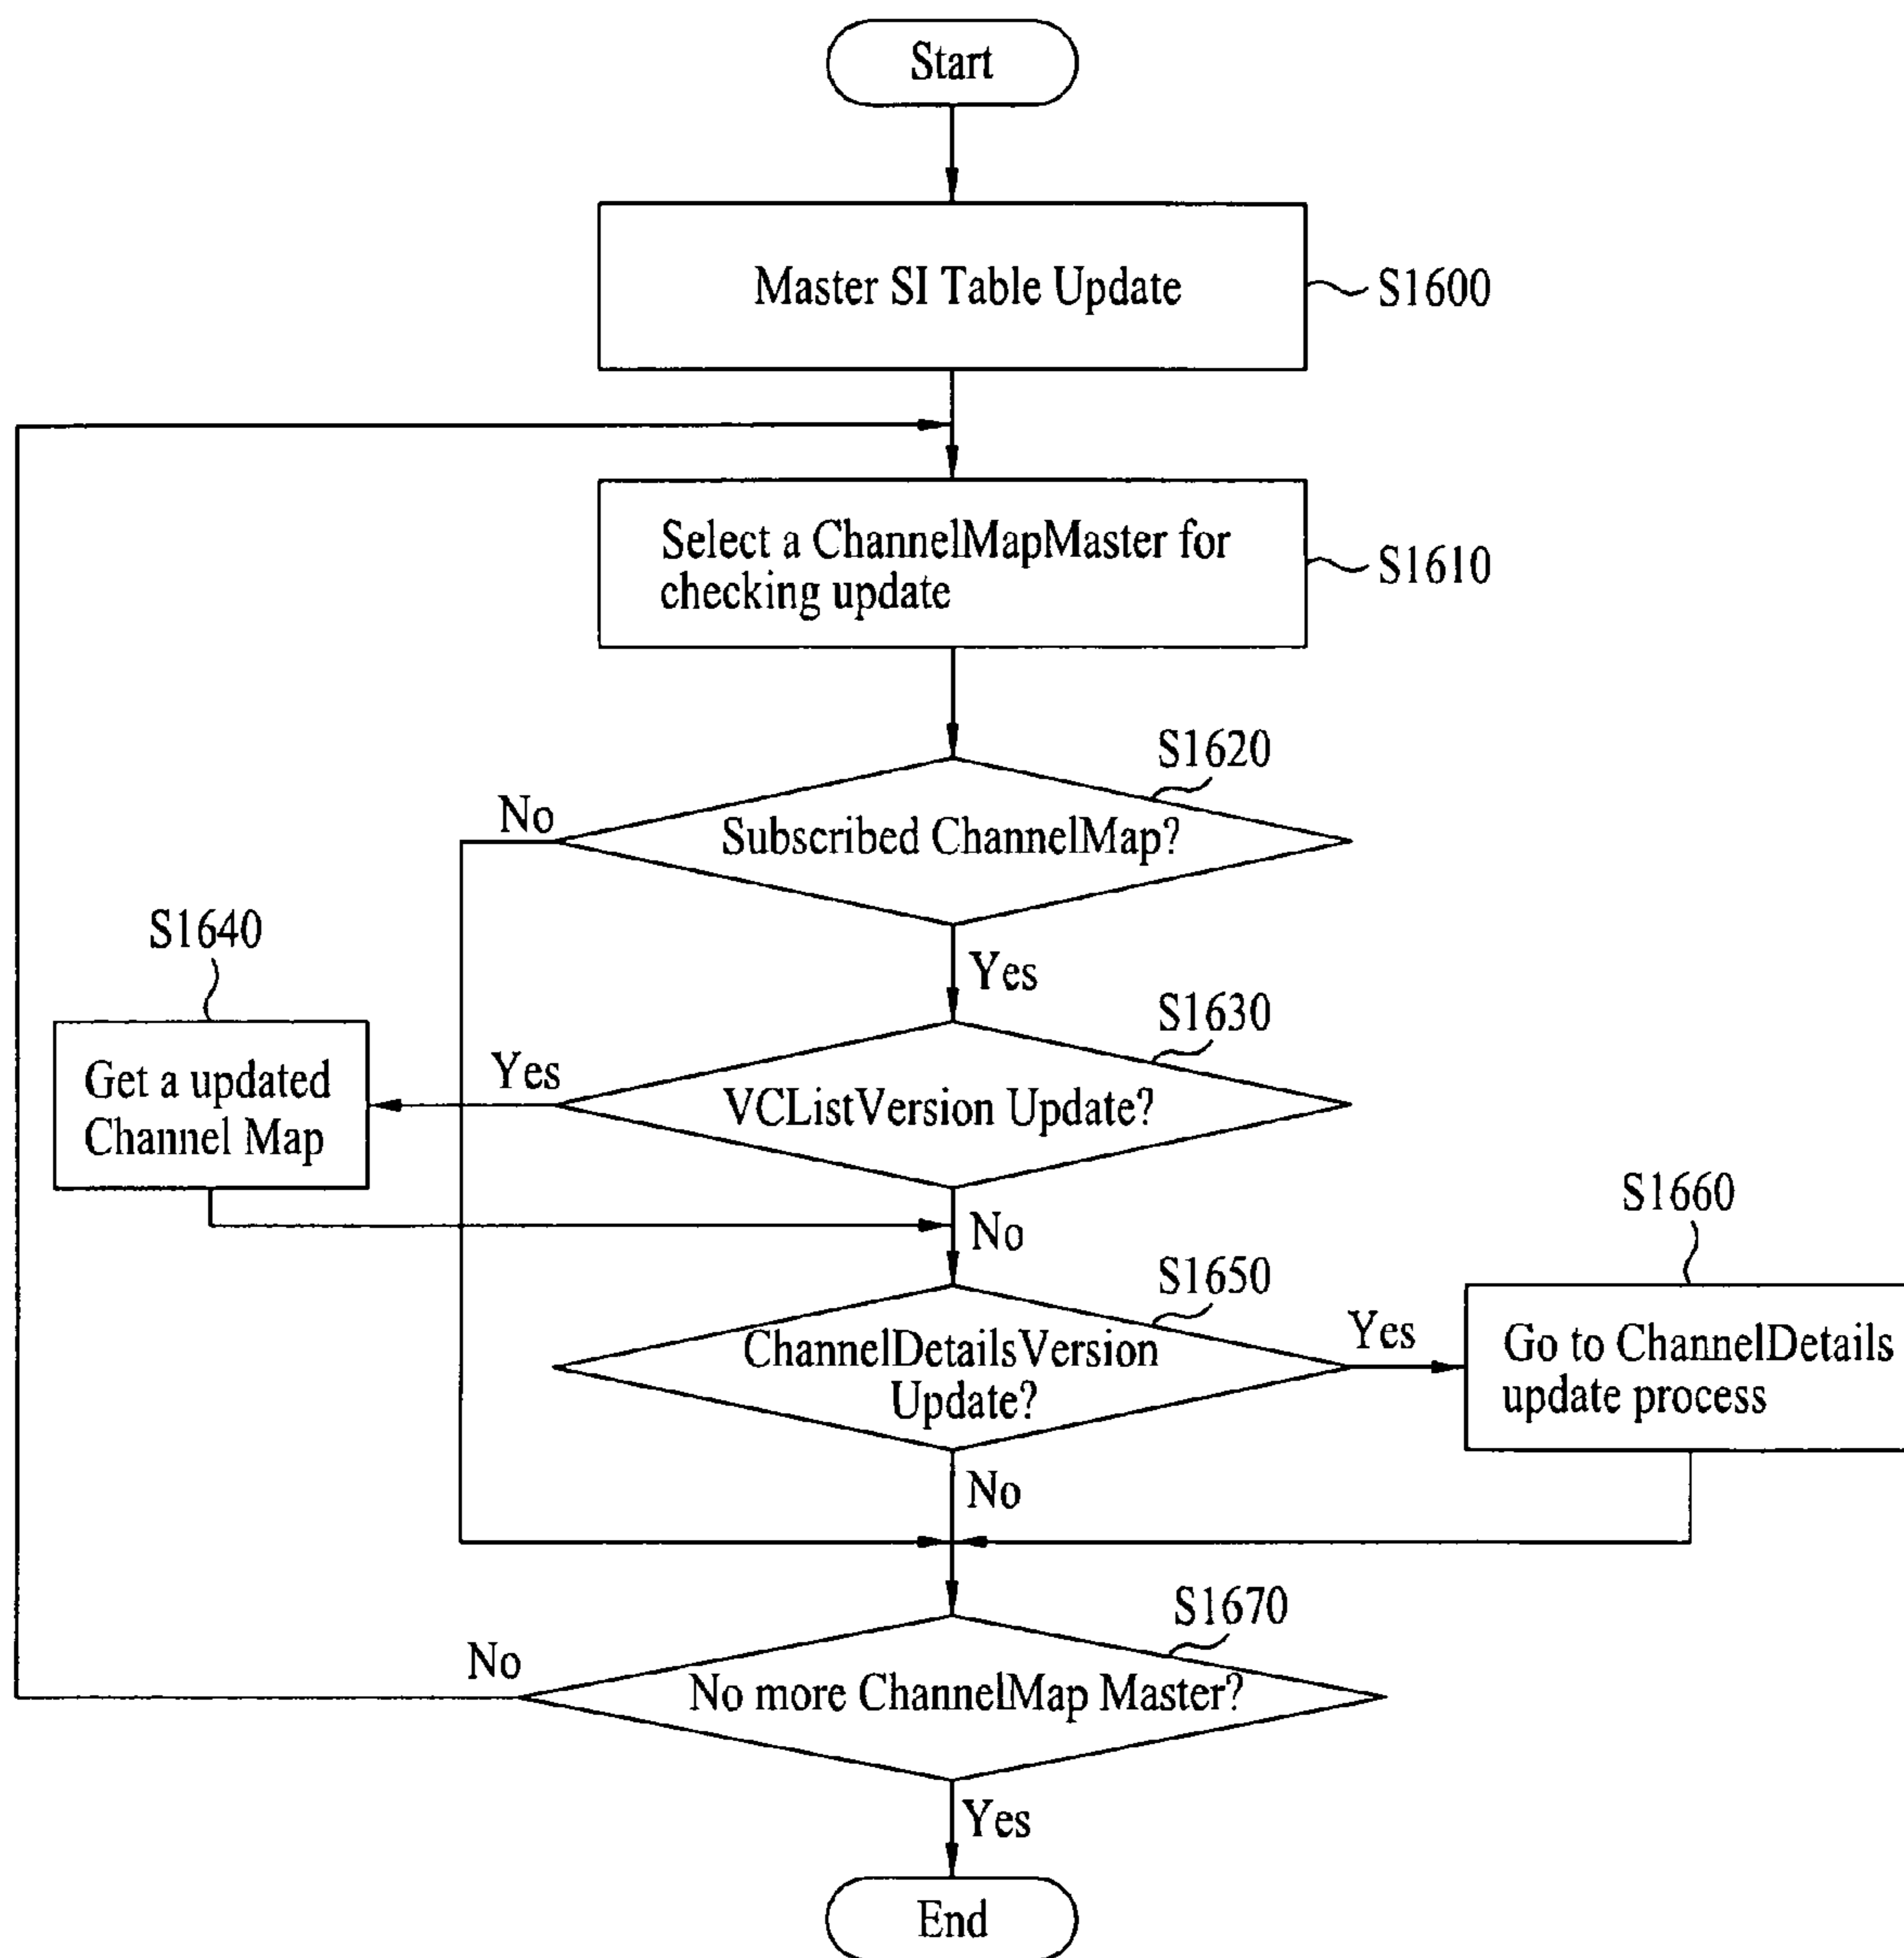 Start
Master SI Table Update
S1600
Select a ChannelMapMaster for
checking update
S1610
S1620
No
Subscribed ChannelMap?
Yes
S1640
Get a updated
Channel Map
S1630
Yes
VCListVersion Update?
No
S1660
S1650
ChannelDetailsVersion
Update?
Yes
Go to ChannelDetails
update process
No
S1670
No
No more ChannelMap Master?
Yes
End